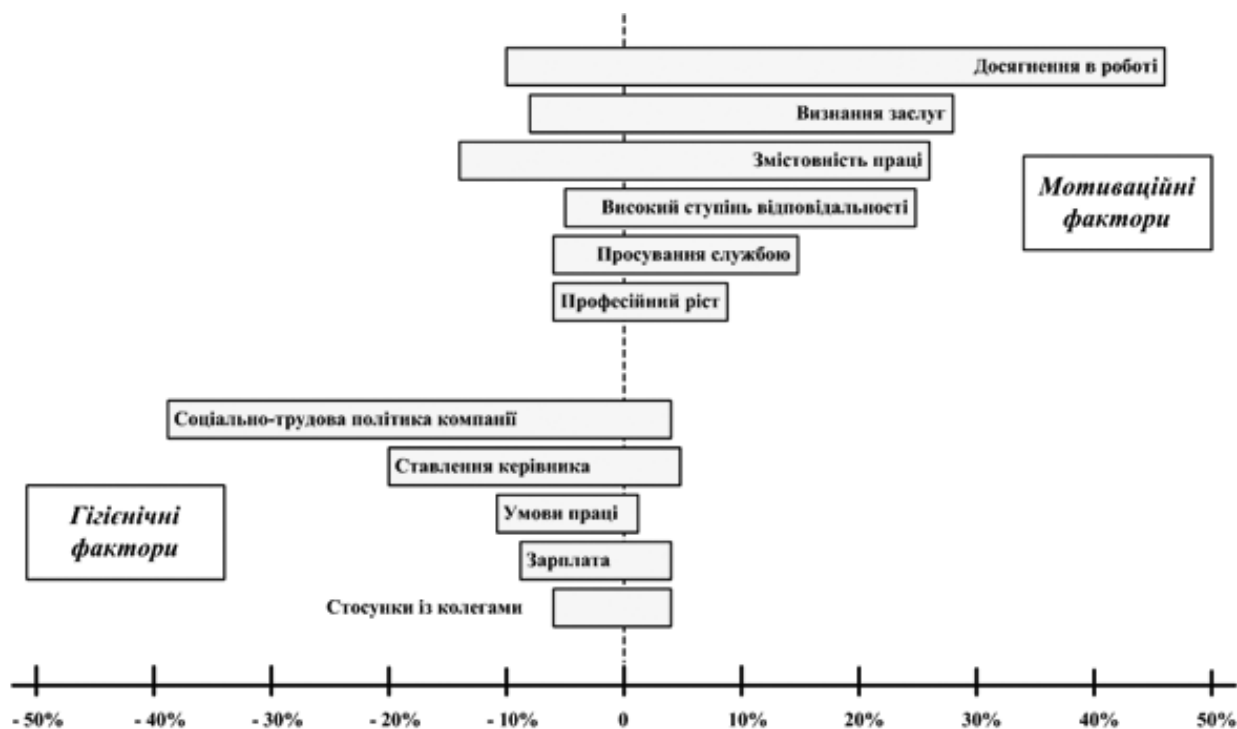 Досягнення в роботі
Визнання заслуг
Змістовність праці
Високий ступінь відповідальності
Просування службою
Професійний ріст
Мотиваційні
фактори
Соціально-трудова політика компанії
Ставлення керівника
Умови праці
Зарплата
Стосунки із колегами
Гігієнічні
фактори
- 50% - 40% - 30% - 20% - 10% 0 10% 20% 30% 40% 50%